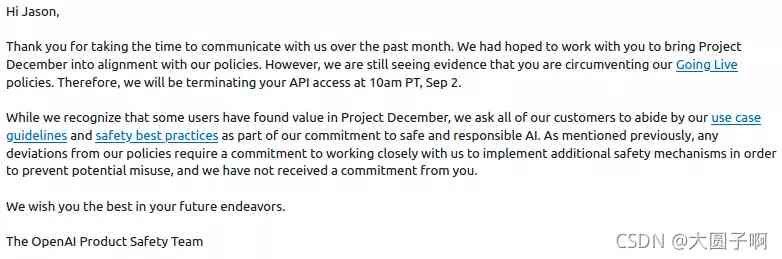 Hi Jason,
Thank you for taking the time to communicate with us over the past month. We had hoped to work with you to bring Project
December into alignment with our policies. However, we are still seeing evidence that you are circumventing our Going Live
policies. Therefore, we will be terminating your API access at 10am PT, Sep 2.
While we recognize that some users have found value in Project December, we ask all of our customers to abide by our use case
guidelines and safety best practices as part of our commitment to safe and responsible AI. As mentioned previously, any
deviations from our policies require a commitment to working closely with us to implement additional safety mechanisms in order
to prevent potential misuse, and we have not received a commitment from you.
We wish you the best in your future endeavors.
The OpenAI Product Safety Team
CSDN @大圆子啊